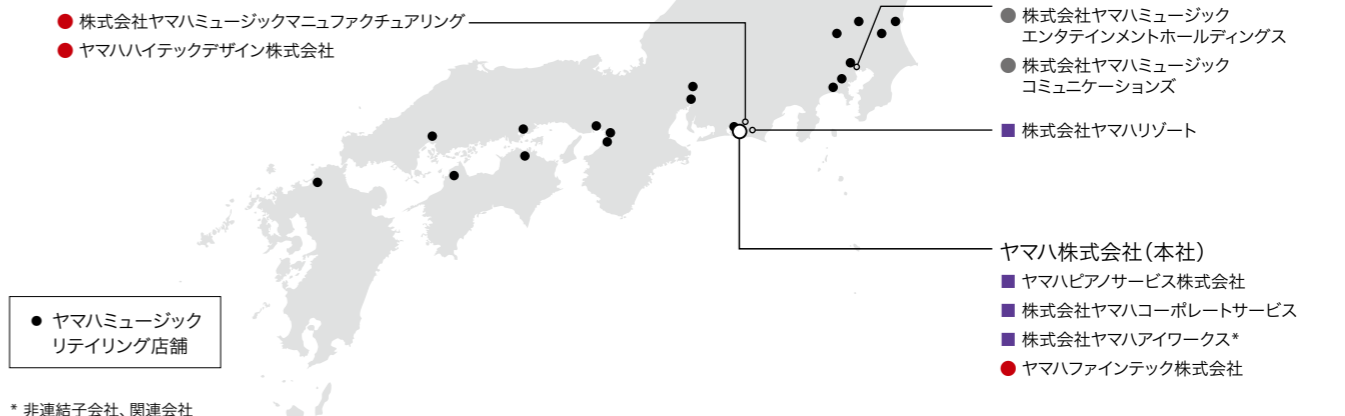 株式会社ヤマハミュージックマニュファクチュアリング
ヤマハハイテックデザイン株式会社
株式会社ヤマハミュージック
エンタテインメントホールディングス
株式会社ヤマハミュージック
コミュニケーションズ
株式会社ヤマハリゾート
ヤマハ株式会社（本社）
ヤマハピアノサービス株式会社
株式会社ヤマハコーポレートサービス
株式会社ヤマハアイワークス*
ヤマハファインテック株式会社
ヤマハミュージック
リテイリング店舗
* 非連結子会社、関連会社